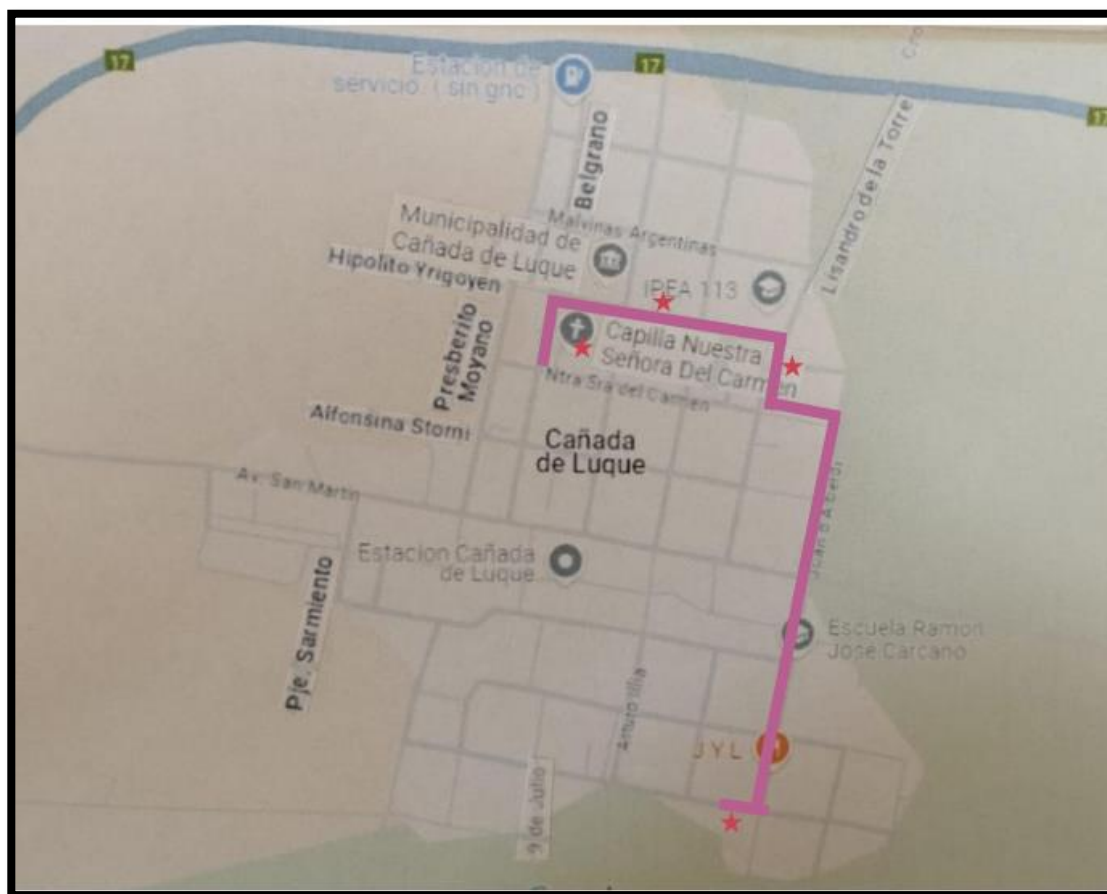 17
17
17
Estacion de
servicio ( sin gnc )
Belgrano
Lisandro de la Torre
Malvinas Argentinas
Municipalidad de
Cañada de Luque
Hipolito Yrigoyen
IPEA 113
Presberito
Moyano
Capilla Nuestra
Señora Del Carmen
Ntra Sra del Carmen
Alfonsina Storni
Cañada
de Luque
Av. San Martin
Estacion Cañada
de Luque
Pje. Sarmiento
Escuela Ramon
Jose Carcano
Arturo Illia
JYL
9 de Julio